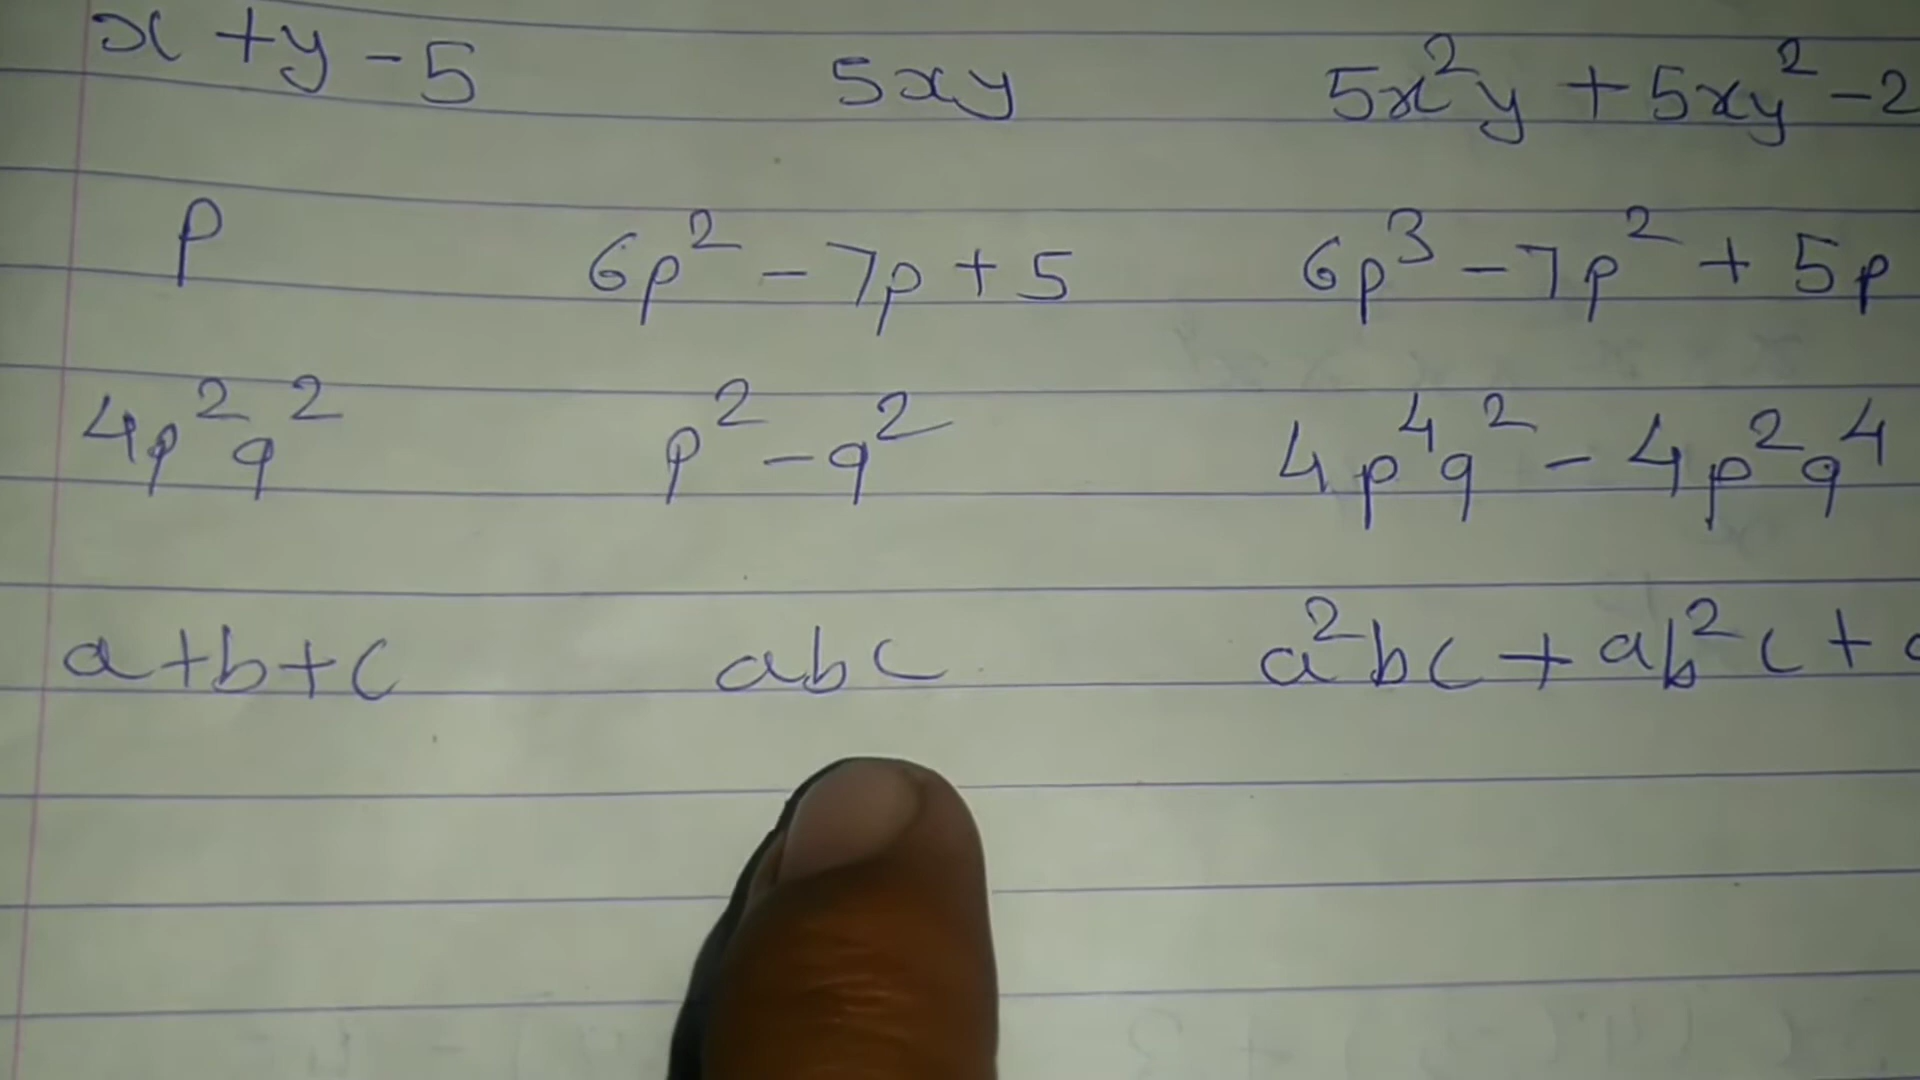 x + y - 5 5xy 5x²y + 5xy² - 2
p 6p² - 7p + 5 6p³ - 7p² + 5p
4p²q² p² - q² 4p⁴q² - 4p²q⁴
a+b+c abc a²bc + ab²c +